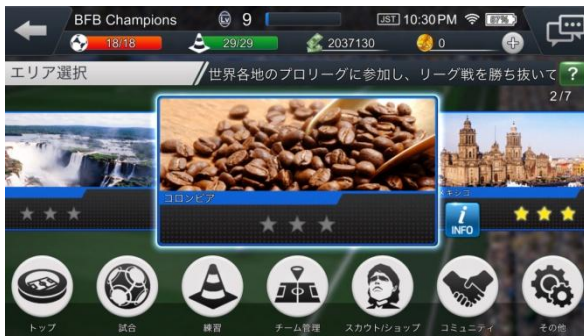 BFB Champions
Lv 9
JST 10:30PM 87%
18/18
29/29
2037130
0
エリア選択
世界各地のプロリーグに参加し、リーグ戦を勝ち抜いて
?
2/7
コロンビア
キシコ
i
INFO
トップ
試合
練習
チーム管理
スカウト/ショップ
コミュニティ
その他